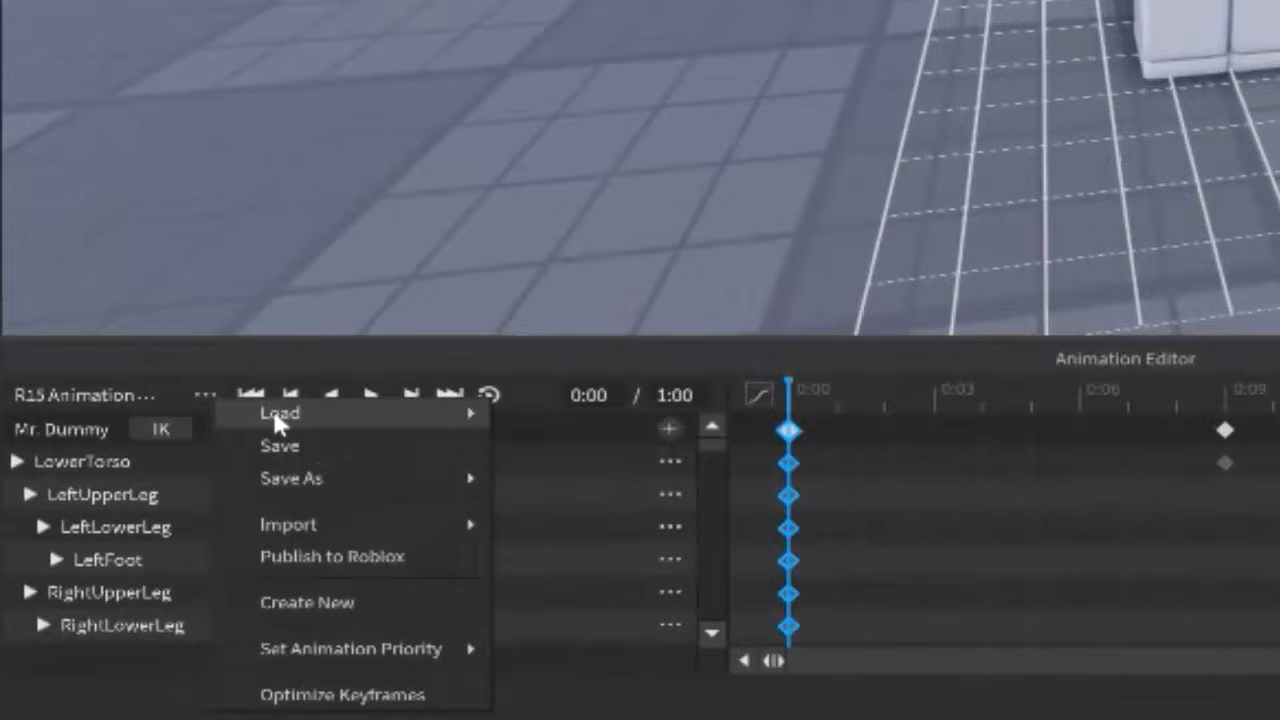 Animation Editor
R15 Animation...
0:00 / 1:00
0:00 0:03 0:06 0:09
Mr. Dummy
IK
LowerTorso
LeftUpperLeg
LeftLowerLeg
LeftFoot
RightUpperLeg
RightLowerLeg
Load
Save
Save As
Import
Publish to Roblox
Create New
Set Animation Priority
Optimize Keyframes